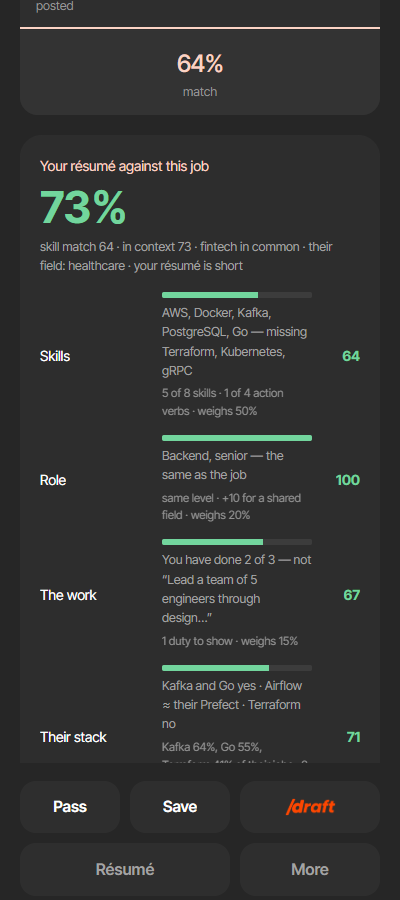 posted
64%
match
Your résumé against this job
73%
skill match 64 · in context 73 · fintech in common · their
field: healthcare · your résumé is short
Skills
AWS, Docker, Kafka,
PostgreSQL, Go — missing
Terraform, Kubernetes,
gRPC
5 of 8 skills · 1 of 4 action
verbs · weighs 50%
64
Role
Backend, senior — the
same as the job
same level · +10 for a shared
field · weighs 20%
100
The work
You have done 2 of 3 — not
“Lead a team of 5
engineers through
design…”
1 duty to show · weighs 15%
67
Their stack
Kafka and Go yes · Airflow
≈ their Prefect · Terraform
no
Kafka 64%, Go 55%,
71
Pass
Save
/draft
Résumé
More